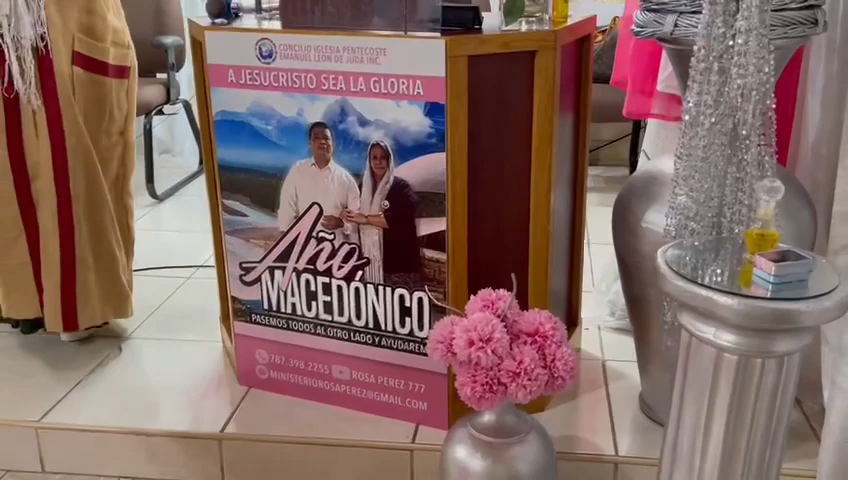 CONCILIO IGLESIA PENTECOSTE
EMANUEL LEON DE JUDA INC.
A JESUCRISTO SEA LA GLORIA
Año
MACEDÓNICO
PASEMOS TODOS AL OTRO LADO Y AYUDAREM
787.398.2255 ROSA PEREZ 777
MINISTERIOROSAPEREZ@GMAIL.COM